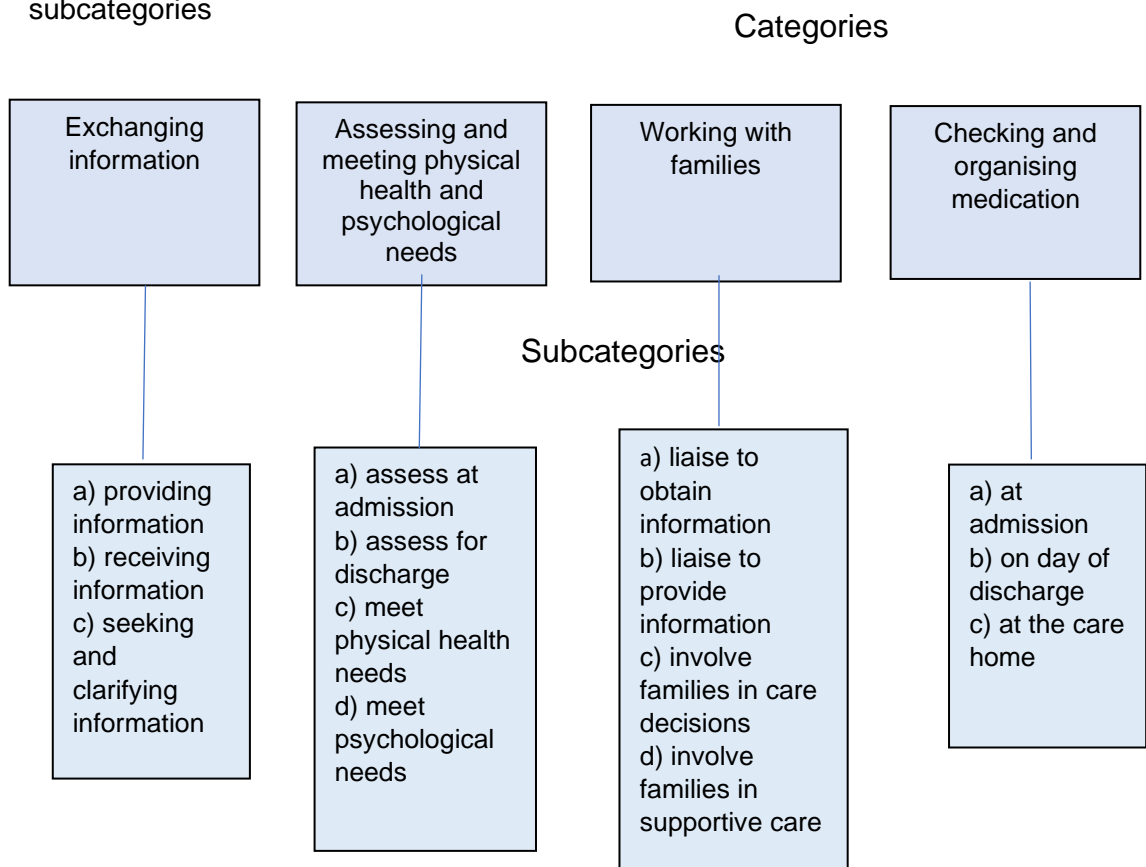 subcategories
Categories
Exchanging
information
Assessing and
meeting physical
health and
psychological
needs
Working with
families
Checking and
organising
medication
Subcategories
a) providing
information
b) receiving
information
c) seeking
and
clarifying
information
a) assess at
admission
b) assess for
discharge
c) meet
physical health
needs
d) meet
psychological
needs
a) liaise to
obtain
information
b) liaise to
provide
information
c) involve
families in care
decisions
d) involve
families in
supportive care
a) at
admission
b) on day of
discharge
c) at the care
home